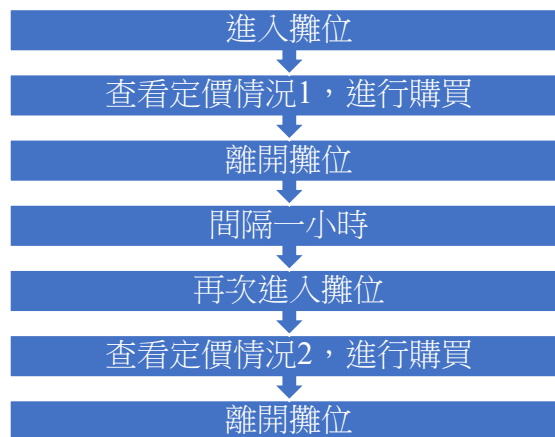 進入攤位
查看定價情況1，進行購買
離開攤位
間隔一小時
再次進入攤位
查看定價情況2，進行購買
離開攤位